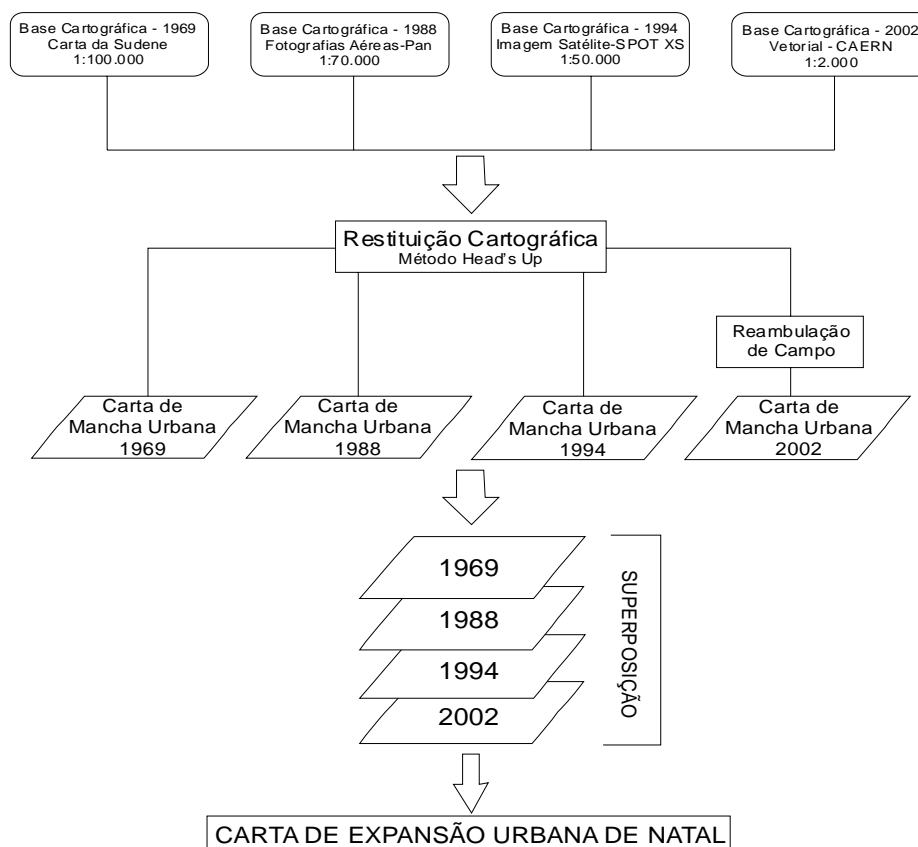 Base Cartográfica - 1969
Carta da Sudene
1:100.000
Base Cartográfica - 1988
Fotografias Aéreas-Pan
1:70.000
Base Cartográfica - 1994
Imagem Satélite-SPOT XS
1:50.000
Base Cartográfica - 2002
Vetorial - CAERN
1:2.000
Restituição Cartográfica
Método Head's Up
Reambulação
de Campo
Carta de
Mancha Urbana
1969
Carta de
Mancha Urbana
1988
Carta de
Mancha Urbana
1994
Carta de
Mancha Urbana
2002
1969
1988
1994
2002
SUPERPOSIÇÃO
CARTA DE EXPANSÃO URBANA DE NATAL